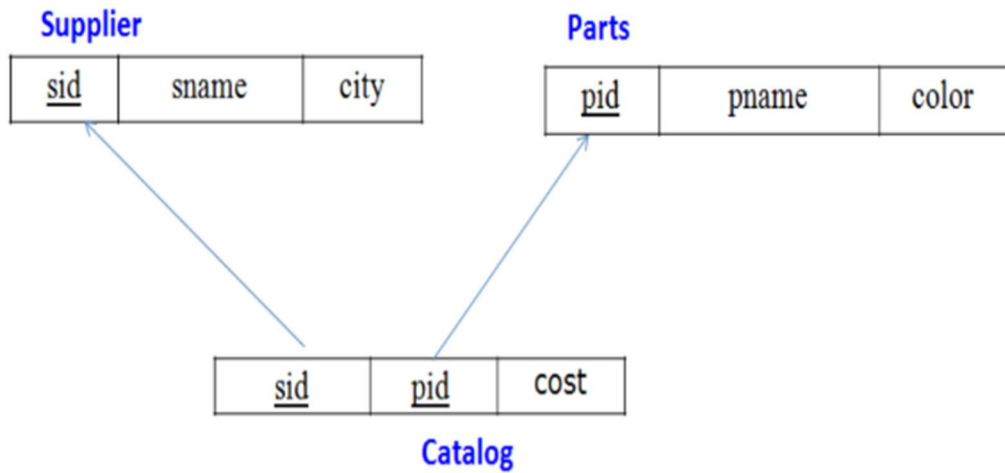 Supplier
Parts
sid sname city
pid pname color
sid pid cost
Catalog